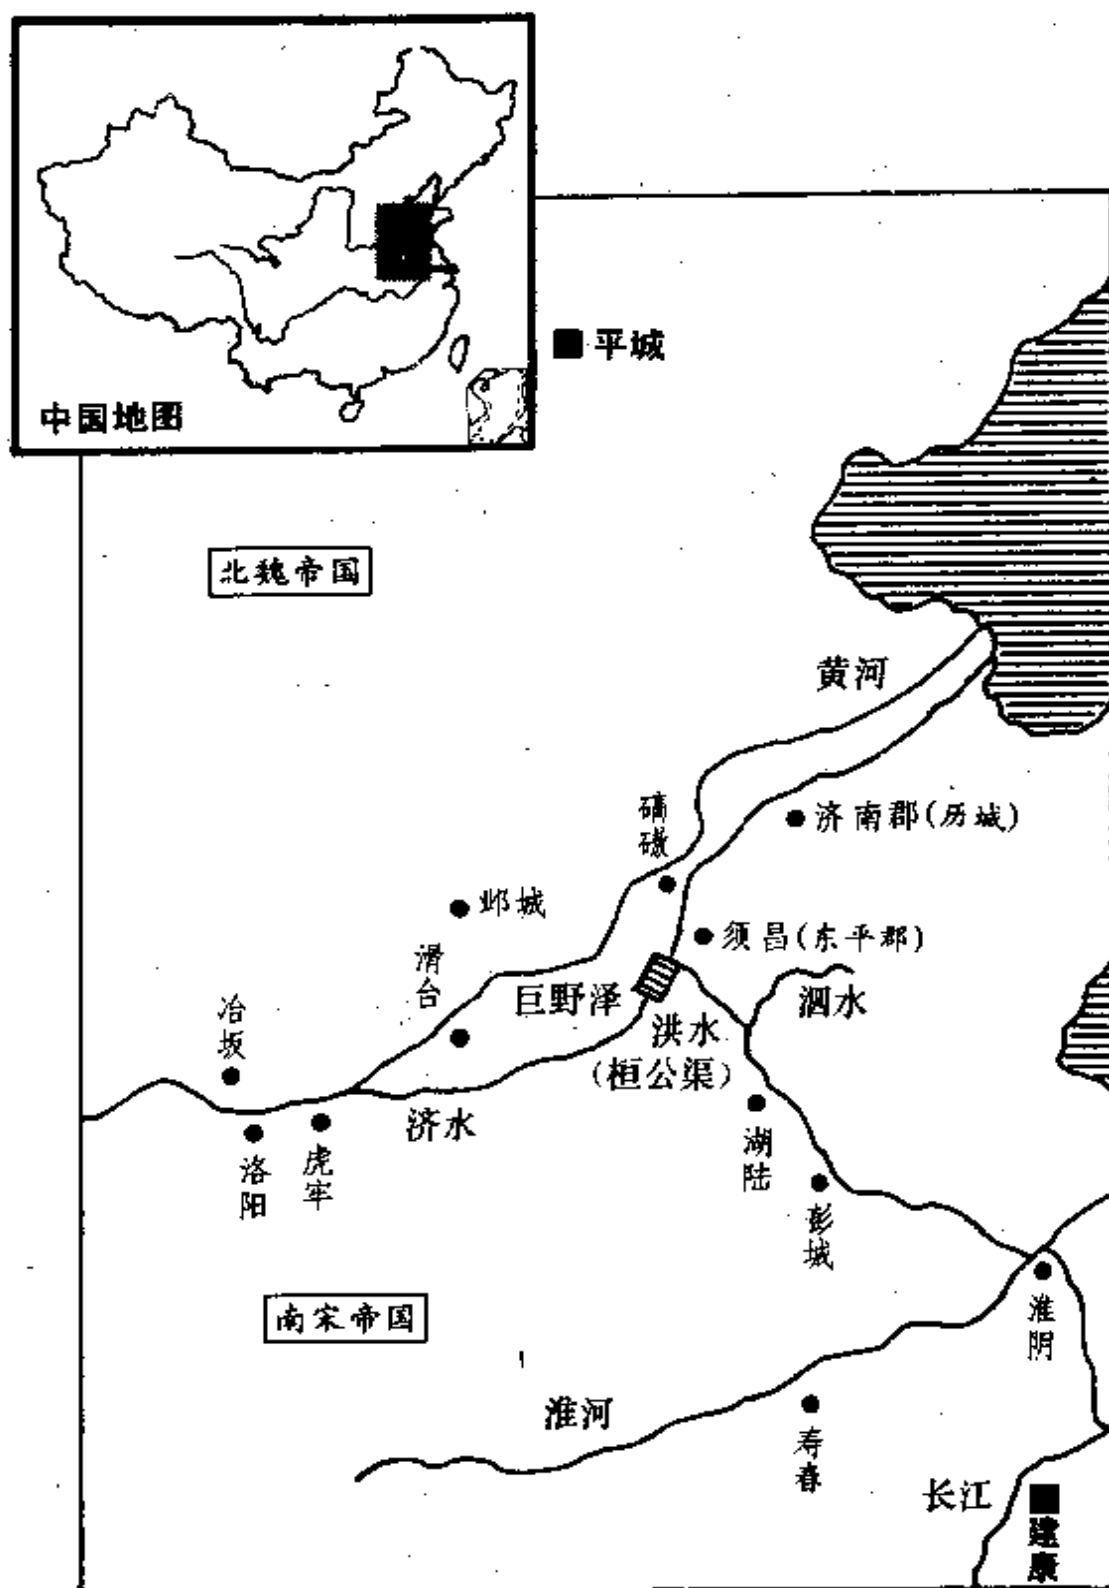 中国地图
平城
北魏帝国
黄河
碻磝
济南郡(历城)
邺城
须昌(东平郡)
滑台
巨野泽
泗水
冶坂
洪水
(桓公渠)
济水
湖陆
洛阳
虎牢
彭城
南宋帝国
淮阴
淮河
寿春
长江
建康